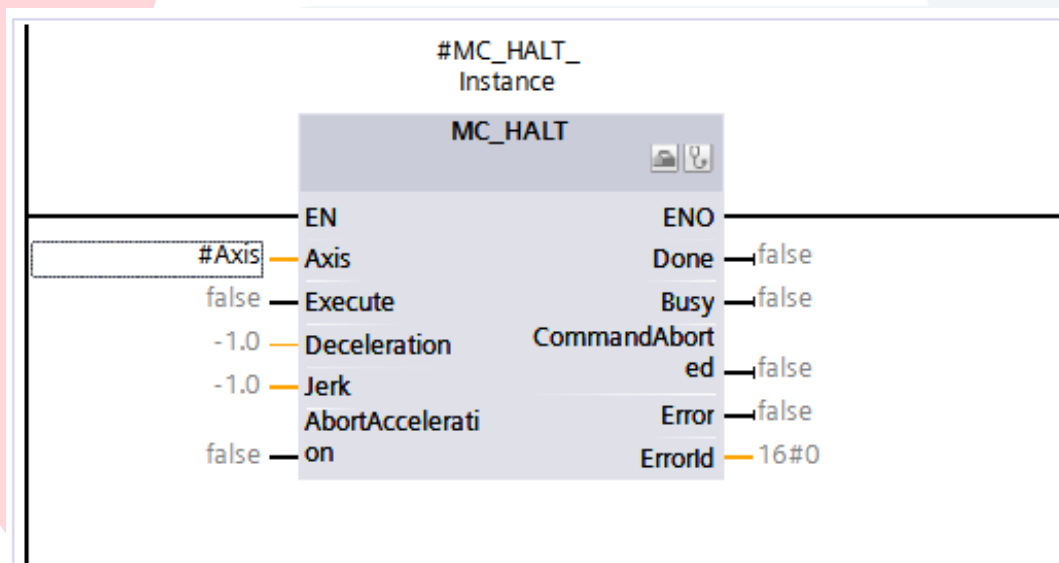 #MC_HALT_
Instance
MC_HALT
EN ENO
#Axis Axis Done false
false Execute Busy false
-1.0 Deceleration CommandAbort
ed false
-1.0 Jerk
AbortAccelerati Error false
false on ErrorId 16#0